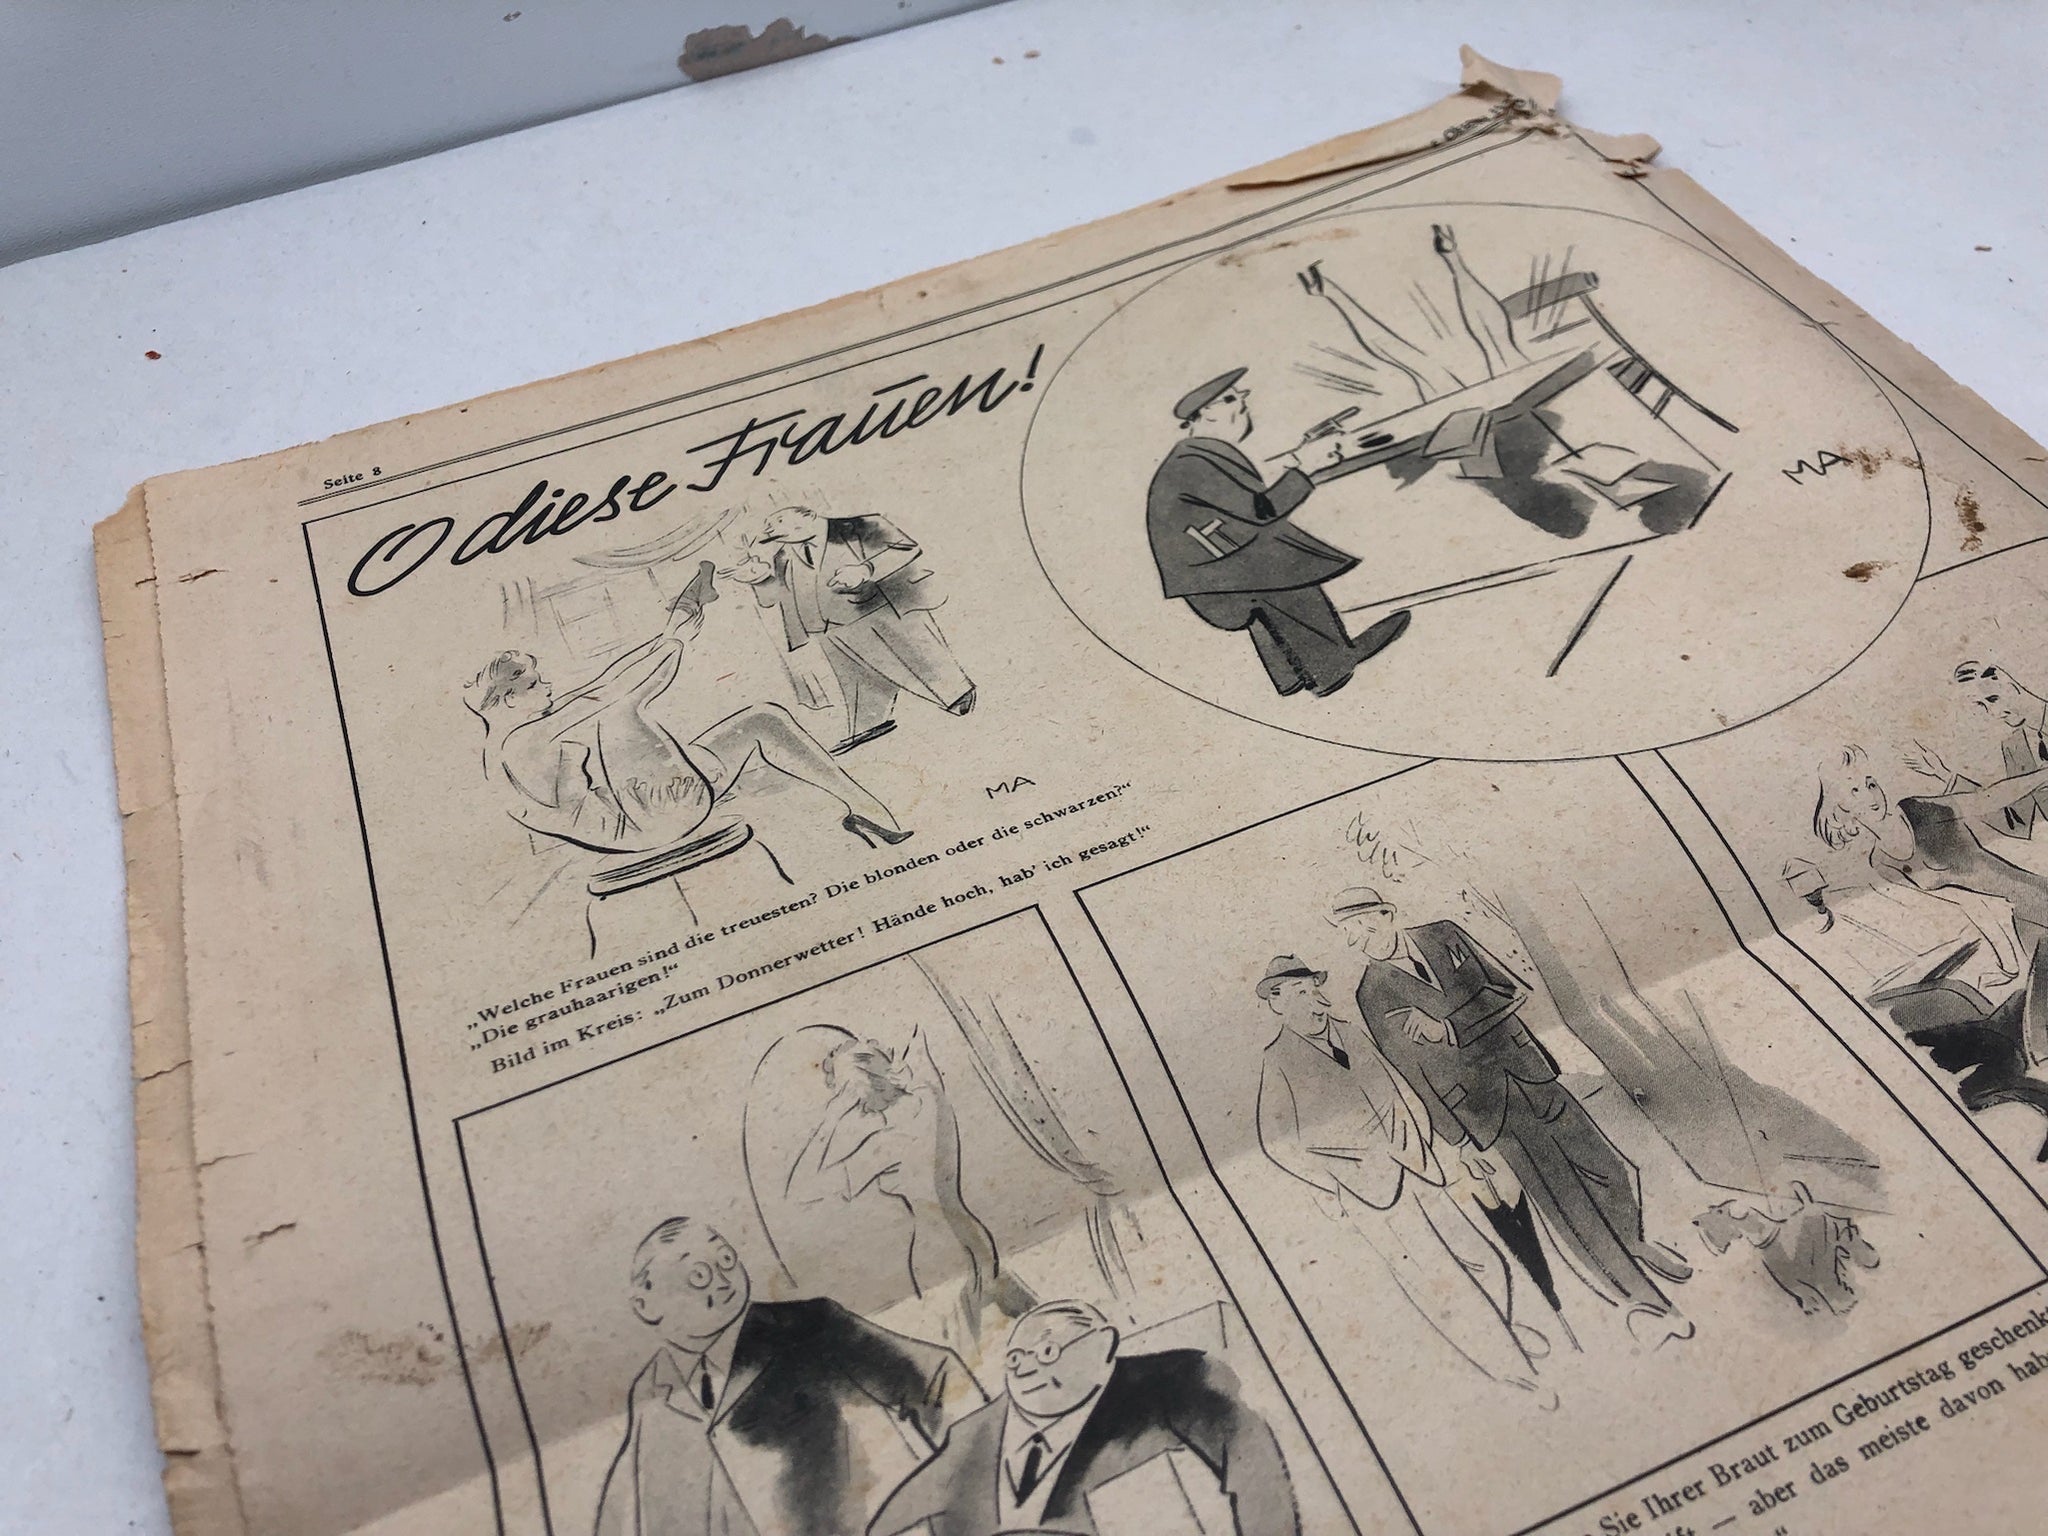 Seite 8
O diese Frauen!
MA
MA
„Welche Frauen sind die treuesten? Die blonden oder die schwarzen?“
„Die grauhaarigen!“
Bild im Kreis: „Zum Donnerwetter! Hände hoch, hab' ich gesagt!“
Sie Ihrer Braut zum Geburtstag geschenkt
— aber das meiste davon habe